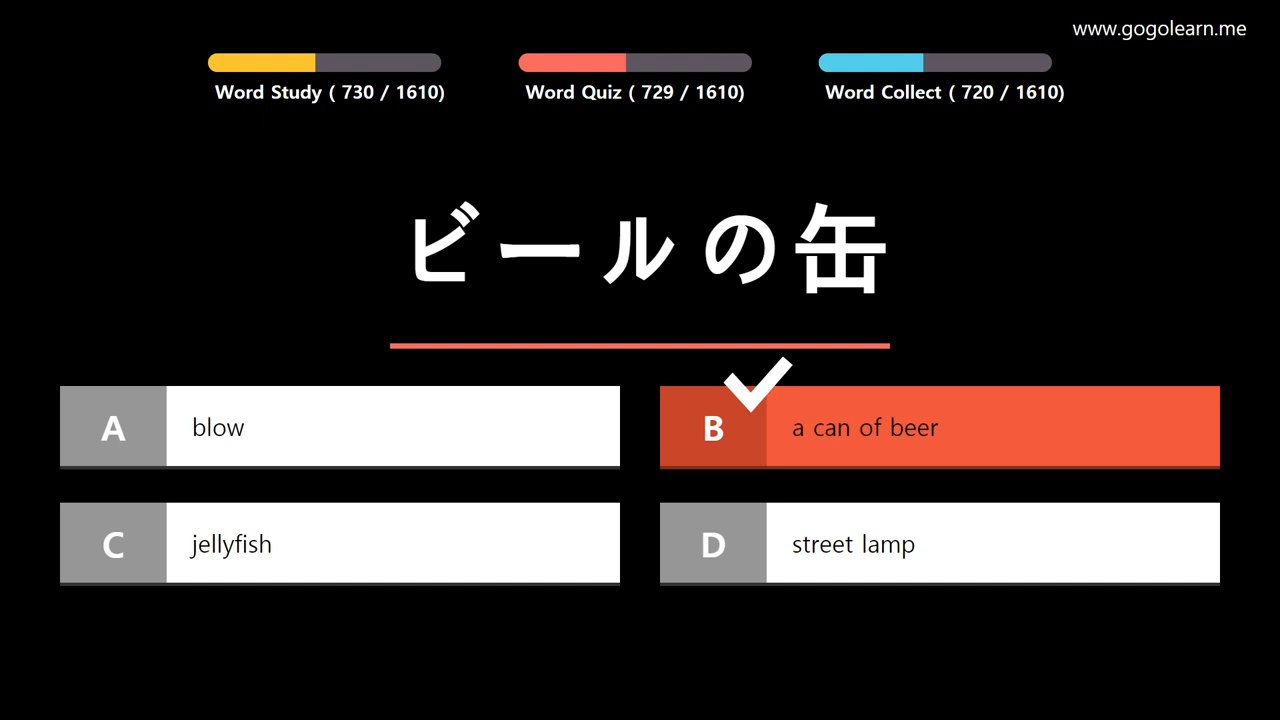 www.gogolearn.me
Word Study ( 730 / 1610)
Word Quiz ( 729 / 1610)
Word Collect ( 720 / 1610)
ビールの缶
A blow
B a can of beer
C jellyfish
D street lamp